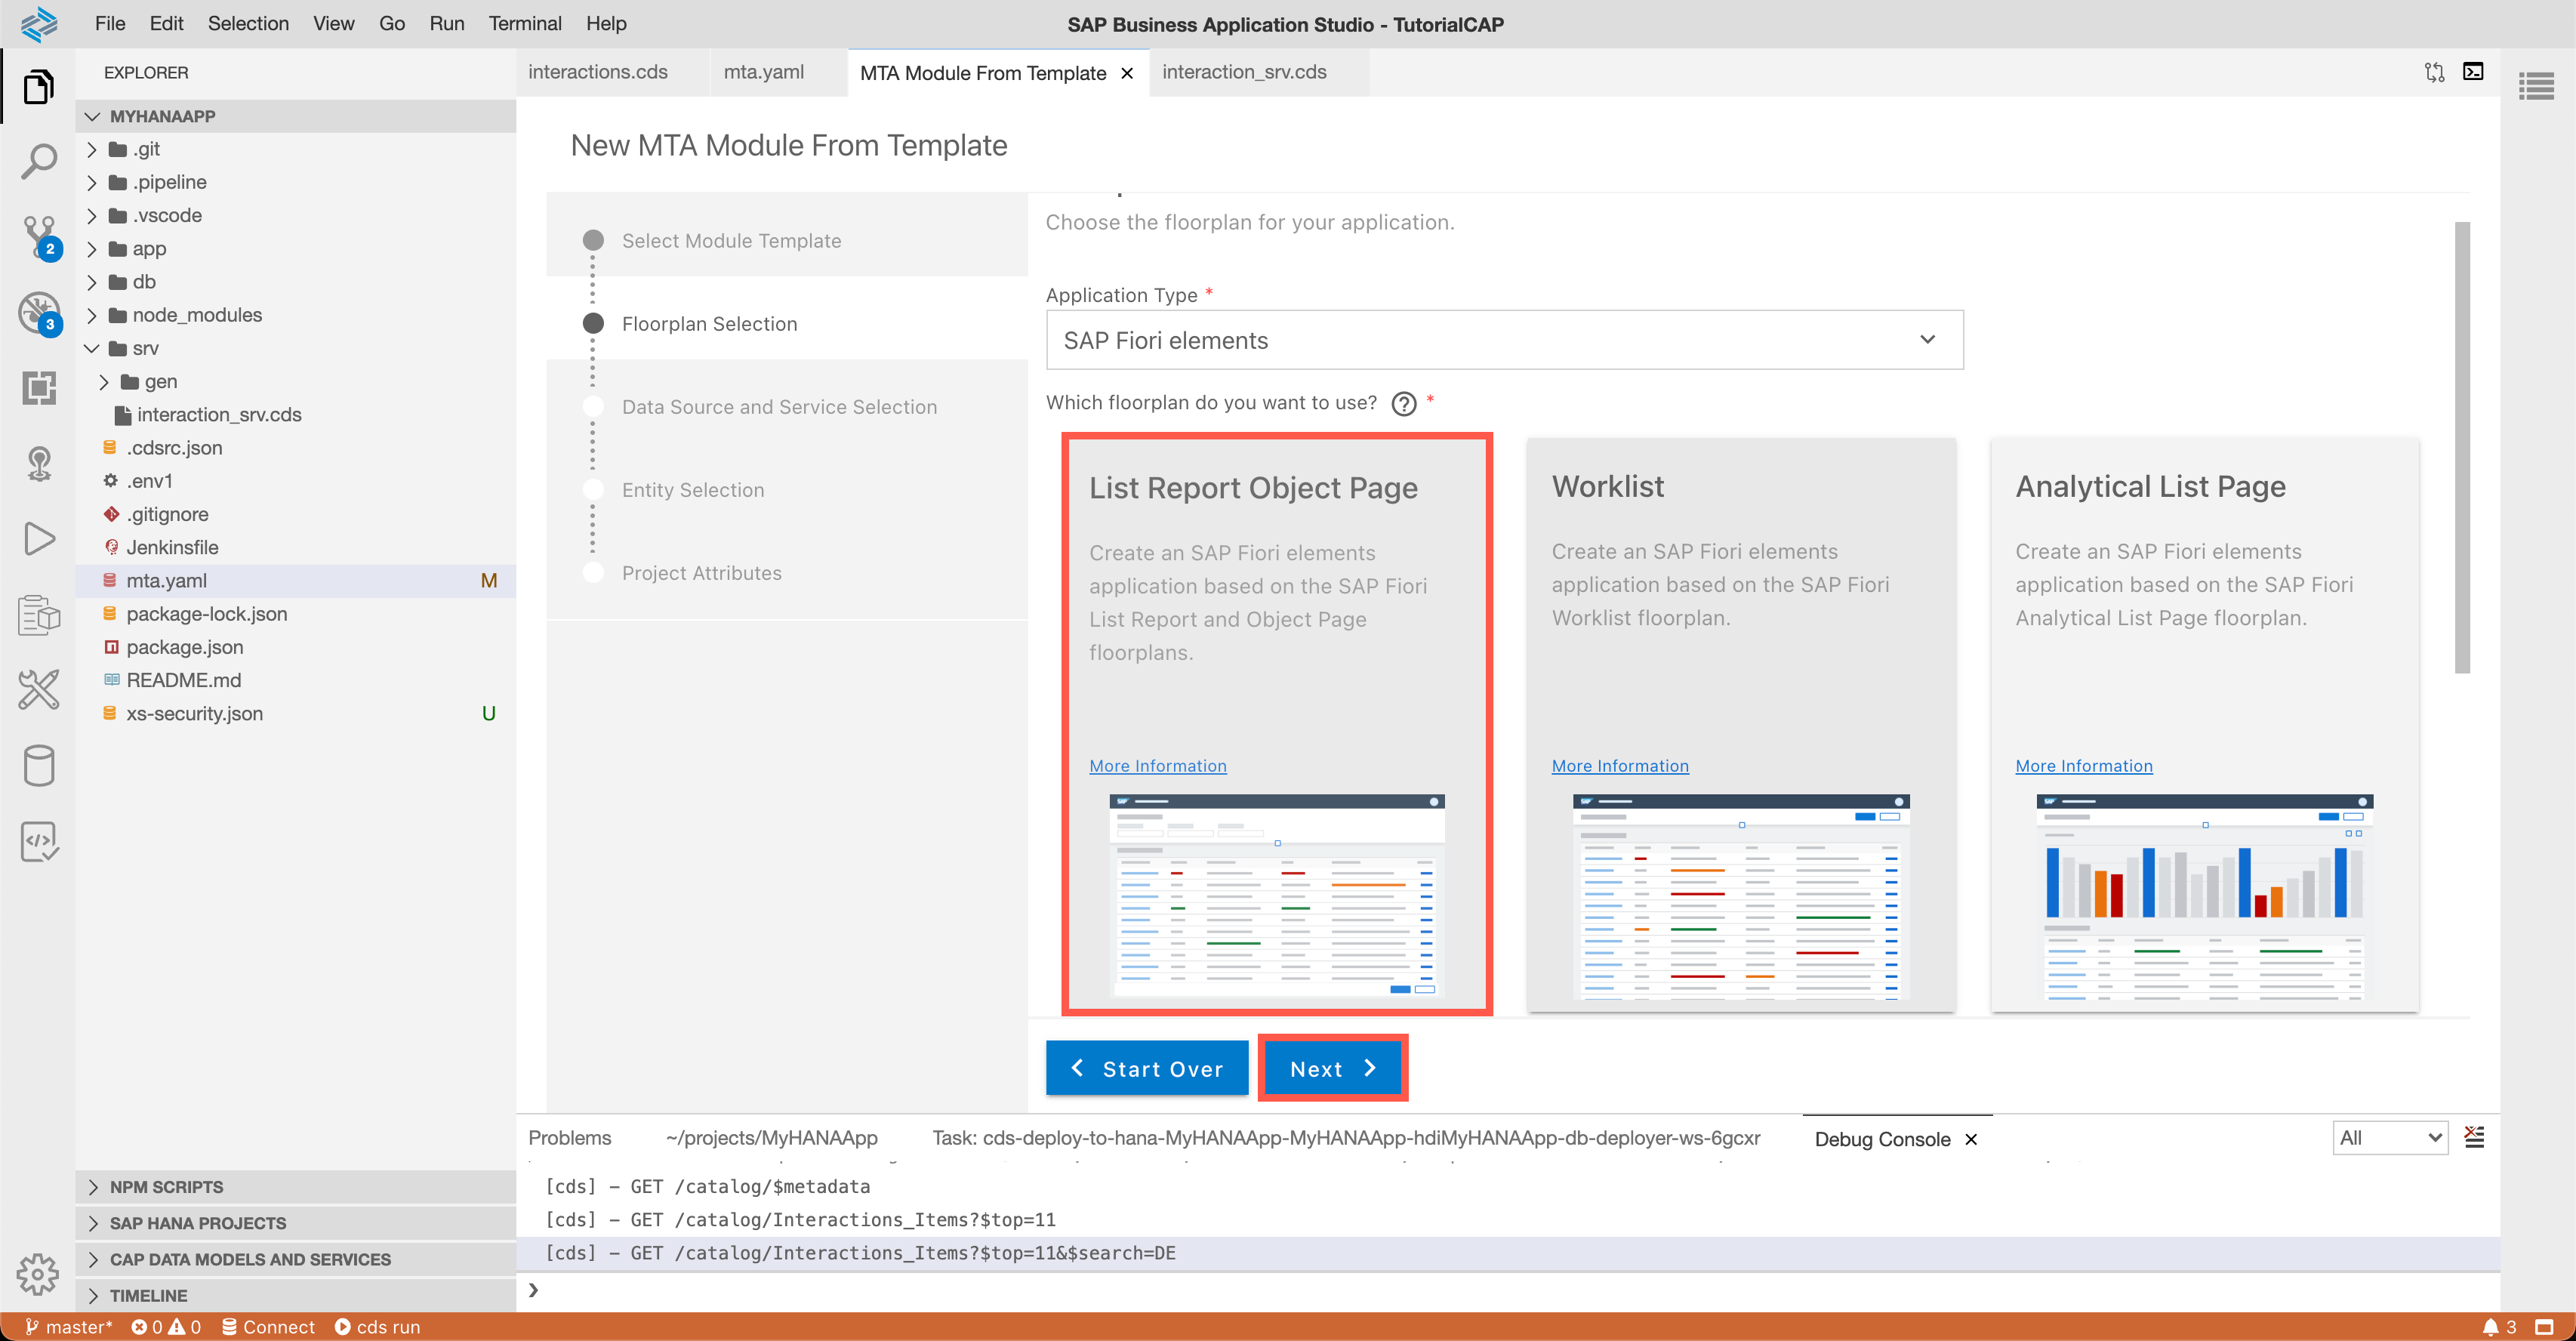 File Edit Selection View Go Run Terminal Help
SAP Business Application Studio - TutorialCAP
EXPLORER
MYHANAAPP
.git
.pipeline
.vscode
app
db
node_modules
srv
gen
interaction_srv.cds
.cdsrc.json
.env1
.gitignore
Jenkinsfile
mta.yaml M
package-lock.json
package.json
README.md
xs-security.json U
NPM SCRIPTS
SAP HANA PROJECTS
CAP DATA MODELS AND SERVICES
TIMELINE
2
3
interactions.cds mta.yaml MTA Module From Template interaction_srv.cds
New MTA Module From Template
Select Module Template
Floorplan Selection
Data Source and Service Selection
Entity Selection
Project Attributes
Choose the floorplan for your application.
Application Type *
SAP Fiori elements
Which floorplan do you want to use? ? *
List Report Object Page
Create an SAP Fiori elements
application based on the SAP Fiori
List Report and Object Page
floorplans.
More Information
Worklist
Create an SAP Fiori elements
application based on the SAP Fiori
Worklist floorplan.
More Information
Analytical List Page
Create an SAP Fiori elements
application based on the SAP Fiori
Analytical List Page floorplan.
More Information
Start Over
Next
Problems ~/projects/MyHANAApp Task: cds-deploy-to-hana-MyHANAApp-MyHANAApp-hdiMyHANAApp-db-deployer-ws-6gcxr Debug Console
All
[cds] - GET /catalog/$metadata
[cds] - GET /catalog/Interactions_Items?$top=11
[cds] - GET /catalog/Interactions_Items?$top=11&$search=DE
master* 0 0 Connect cds run 3